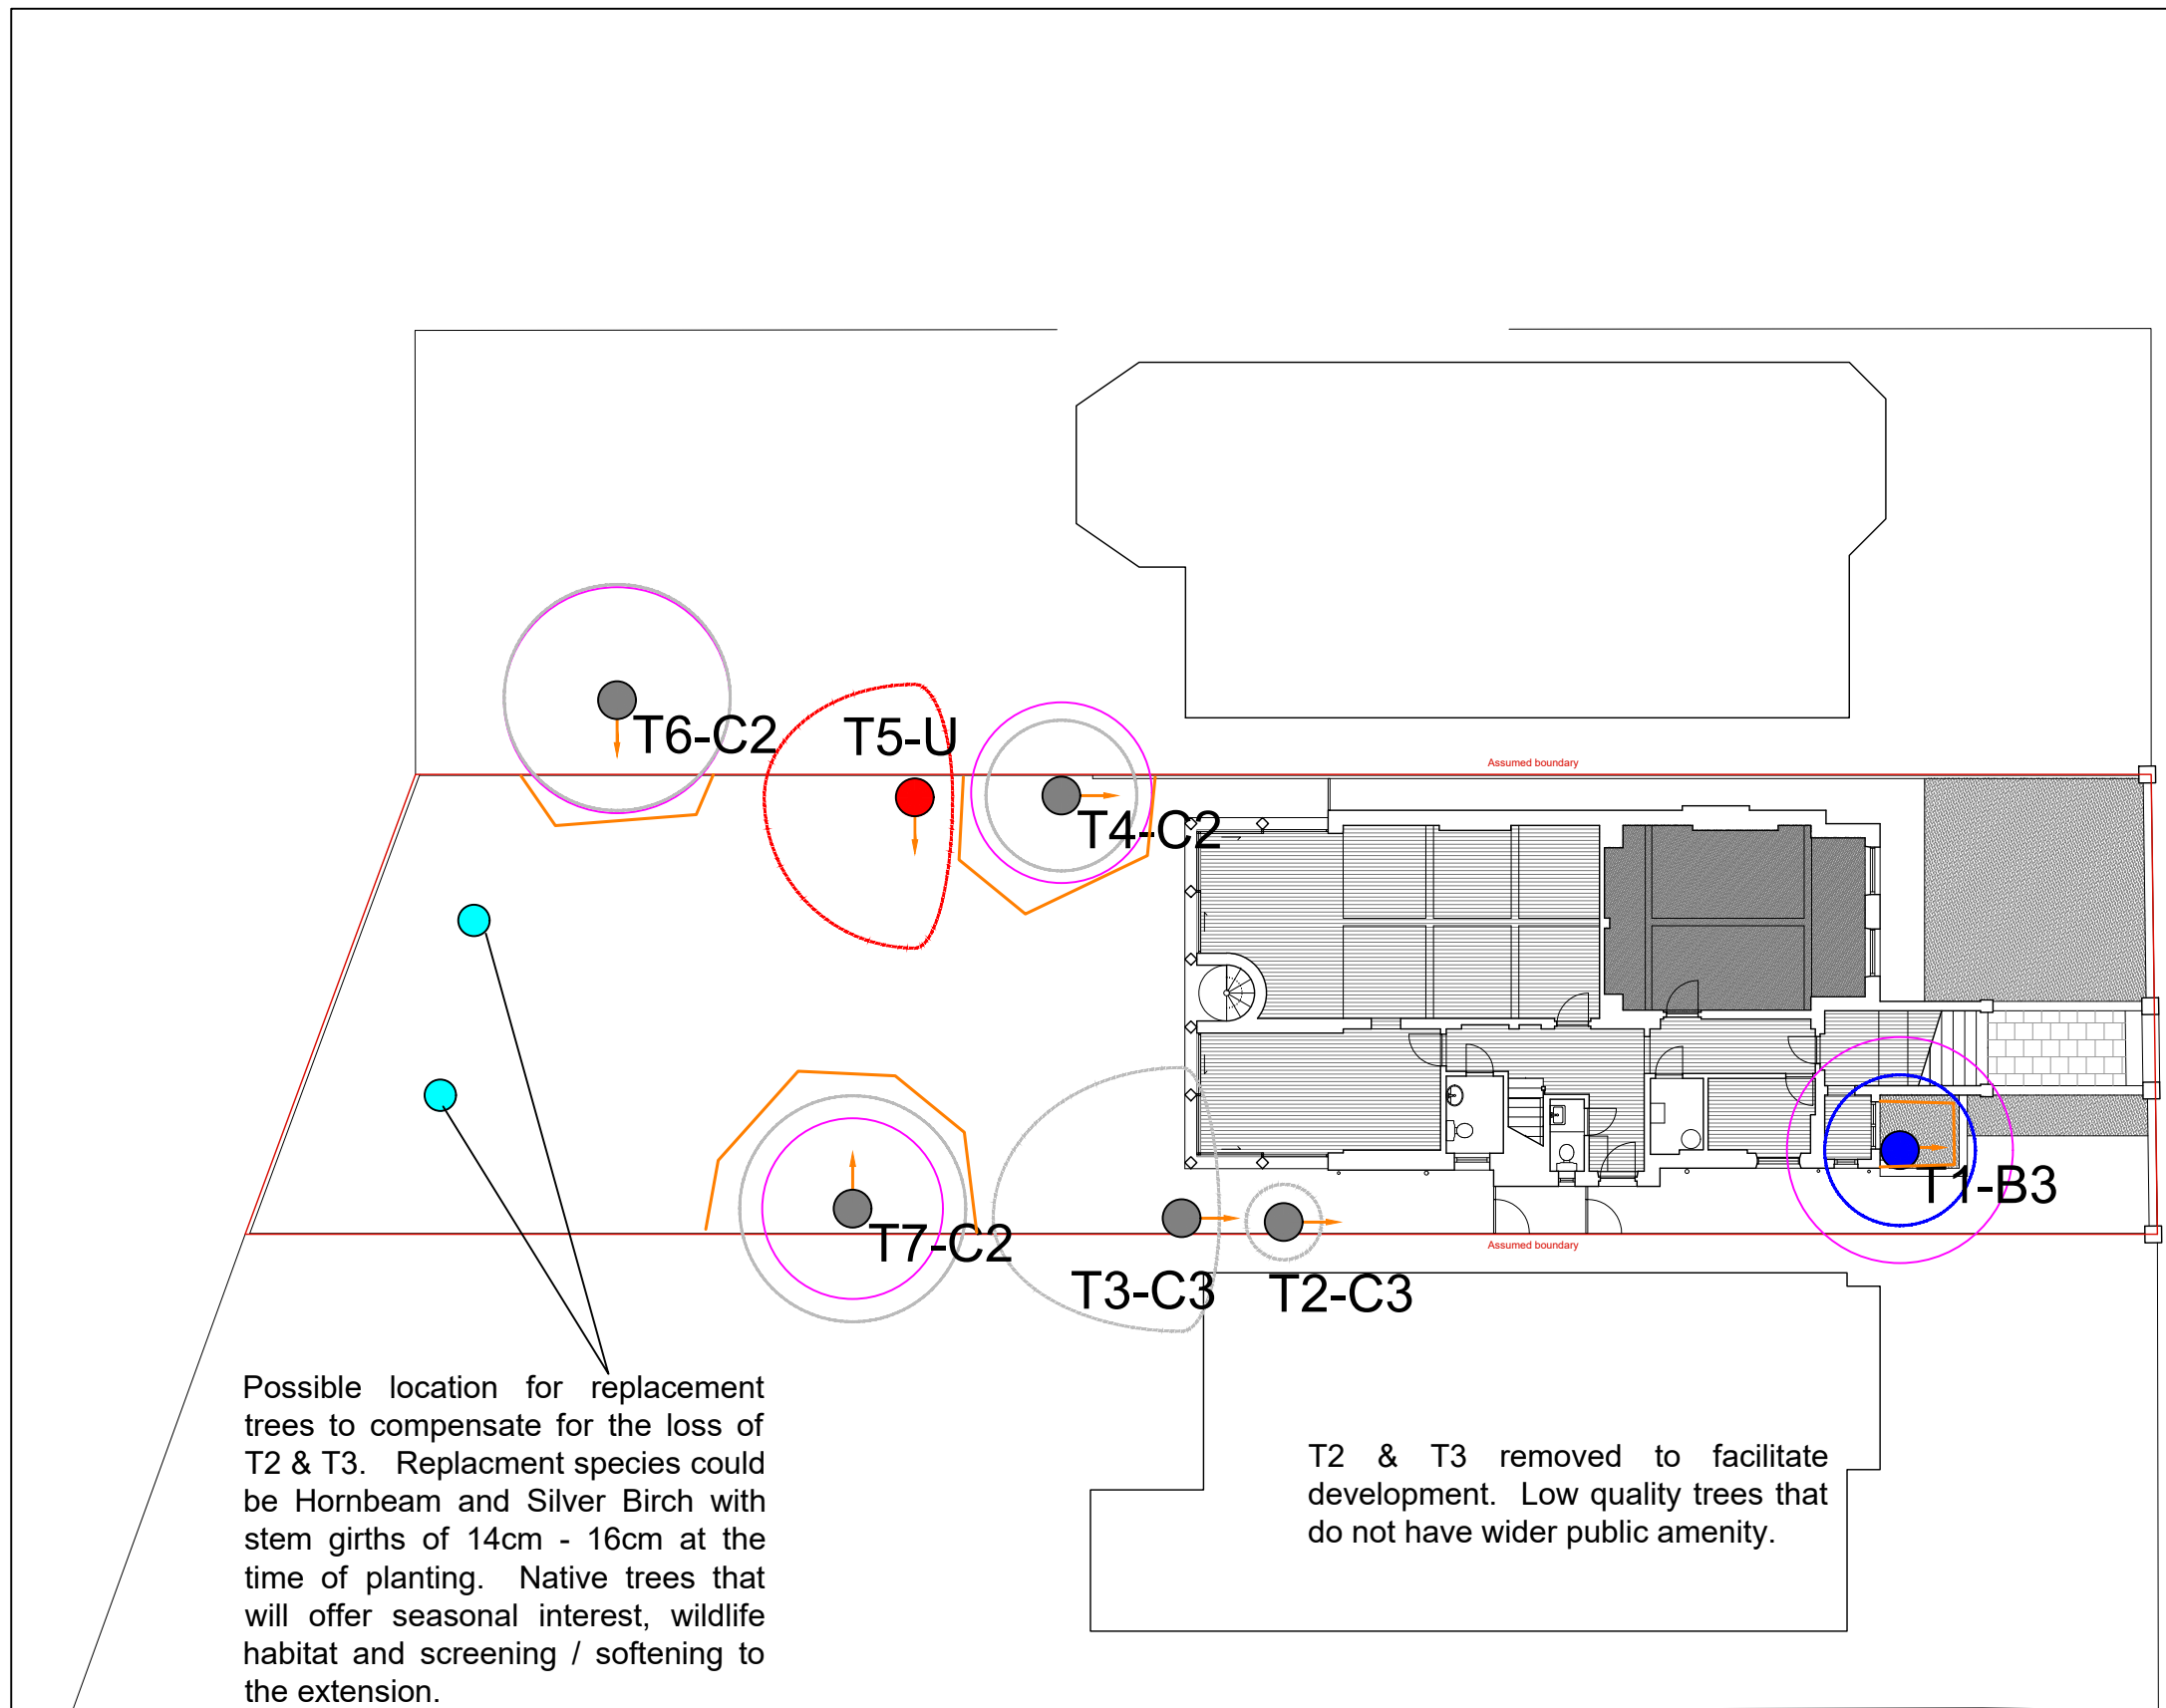 T6-C2
T5-U
Assumed boundary
T4-C2
T1-B3
T7-C2
Assumed boundary
T3-C3
T2-C3
Possible location for replacement
trees to compensate for the loss of
T2 & T3. Replacment species could
be Hornbeam and Silver Birch with
stem girths of 14cm - 16cm at the
time of planting. Native trees that
will offer seasonal interest, wildlife
habitat and screening / softening to
the extension.
T2 & T3 removed to facilitate
development. Low quality trees that
do not have wider public amenity.